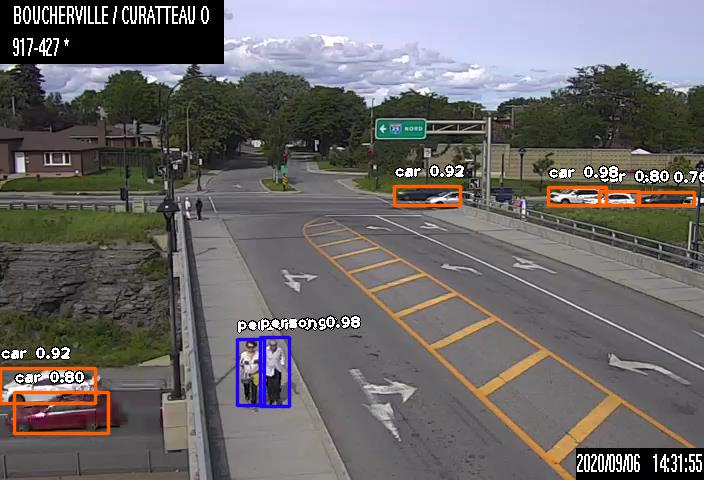 BOUCHERVILLE / CURATTEAU O
917-427 *
NORD
car 0.92
car 0.98
0.80
0.76
0.98
car 0.92
car 0.80
2020/09/06 14:31:55